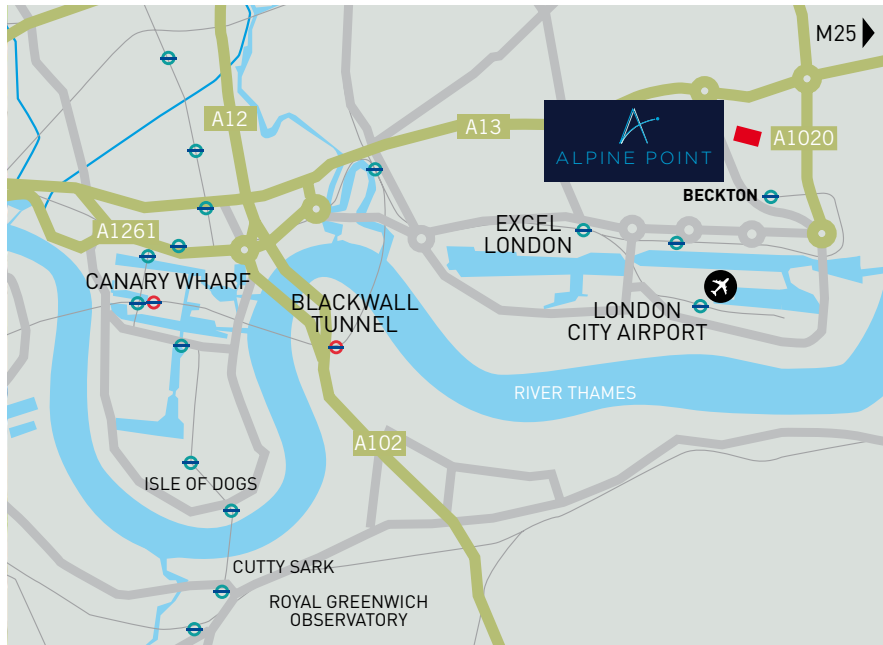 M25
A12
A13
ALPINE POINT
A1020
BECKTON
A1261
EXCEL
LONDON
CANARY WHARF
BLACKWALL
TUNNEL
LONDON
CITY AIRPORT
RIVER THAMES
A102
ISLE OF DOGS
CUTTY SARK
ROYAL GREENWICH
OBSERVATORY